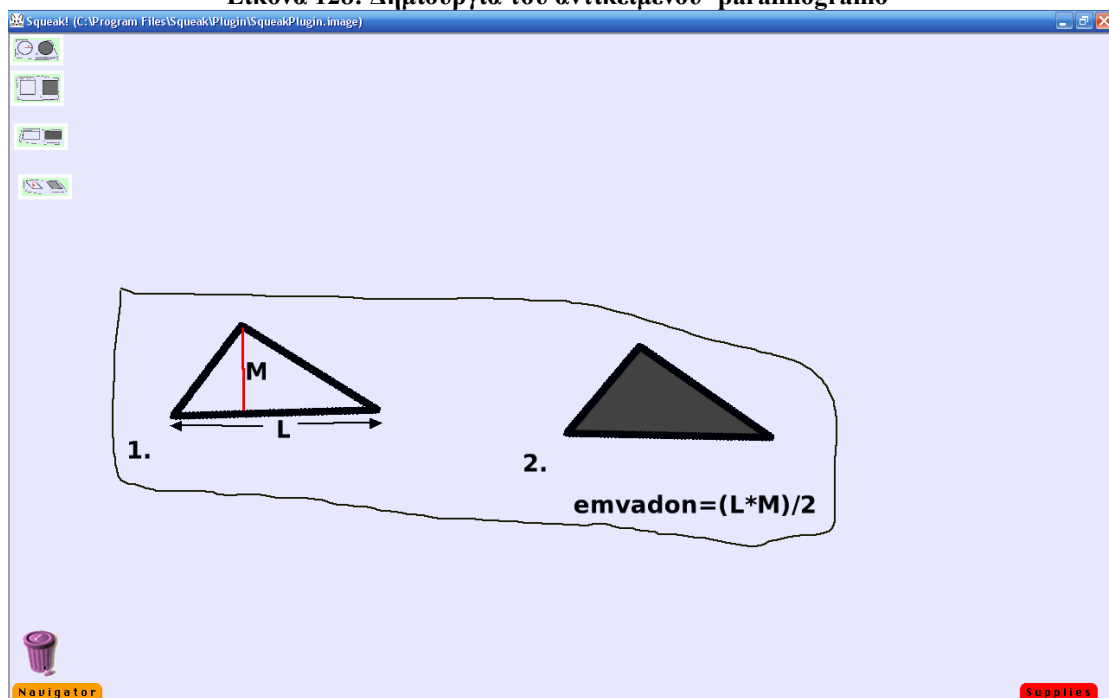 Εικόνα 128: Δημιουργία του αντικειμένου "parallilogramo"
Squeak! (C:\Program Files\Squeak\Plugin\SqueakPlugin.image)
M
L
1.
2.
emvadon=(L*M)/2
Navigator
Supplies